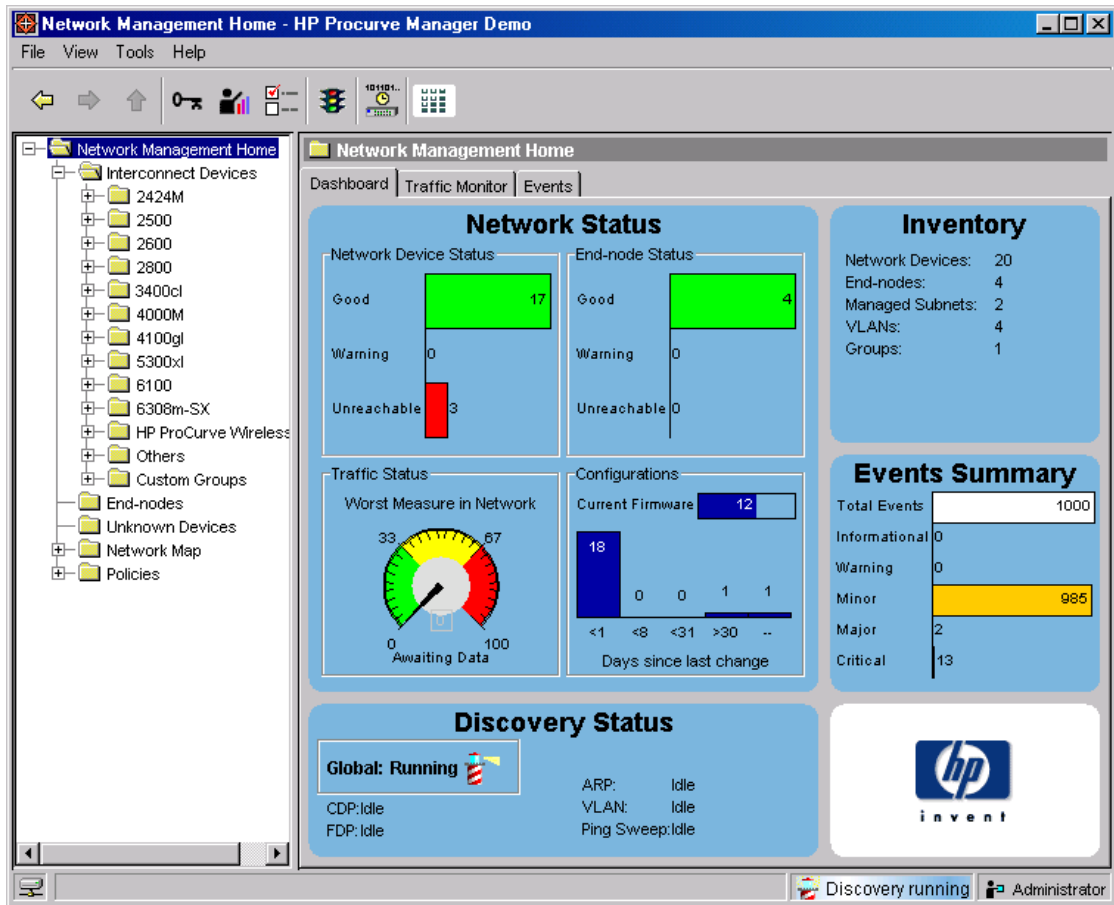 Network Management Home - HP Procurve Manager Demo
File View Tools Help
101101..
Network Management Home
Interconnect Devices
2424M
2500
2600
2800
3400cl
4000M
4100gl
5300xl
6100
6308m-SX
HP ProCurve Wireless
Others
Custom Groups
End-nodes
Unknown Devices
Network Map
Policies
Network Management Home
Dashboard Traffic Monitor Events
Network Status
Network Device Status
Good 17
Warning 0
Unreachable 3
End-node Status
Good 4
Warning 0
Unreachable 0
Traffic Status
Worst Measure in Network
33 67
0
0 100
Awaiting Data
Configurations
Current Firmware 12
18 0 0 1 1
<1 <8 <31 >30 --
Days since last change
Inventory
Network Devices: 20
End-nodes: 4
Managed Subnets: 2
VLANs: 4
Groups: 1
Events Summary
Total Events 1000
Informational 0
Warning 0
Minor 985
Major 2
Critical 13
Discovery Status
Global: Running
CDP:Idle
FDP:Idle
ARP: Idle
VLAN: Idle
Ping Sweep:Idle
hp
invent
Discovery running Administrator